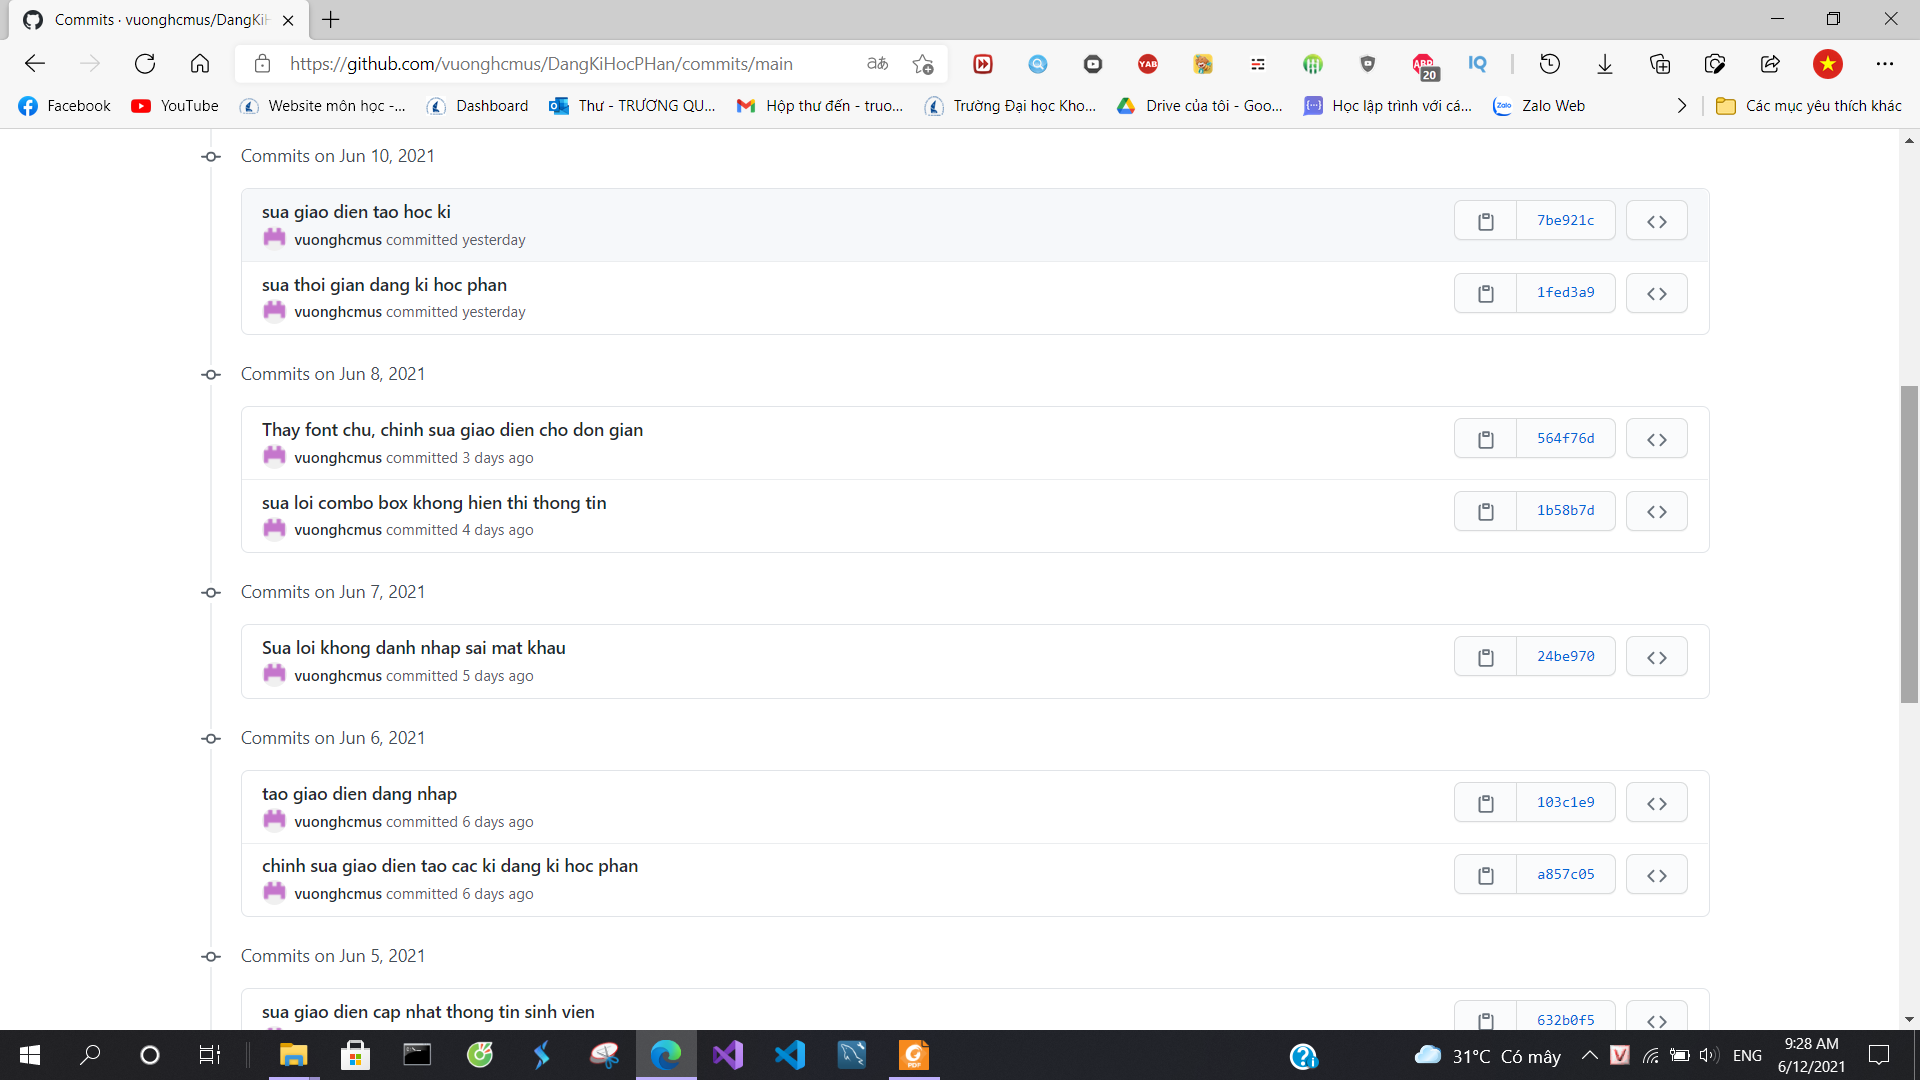 Commits · vuonghcmus/DangKiH
https://github.com/vuonghcmus/DangKiHocPHan/commits/main
YAB
ABP
20
IQ
Facebook
YouTube
Website môn học -...
Dashboard
Thư - TRƯƠNG QU...
Hộp thư đến - truo...
Trường Đại học Kho...
Drive của tôi - Goo...
Học lập trình với cá...
Zalo Web
Các mục yêu thích khác
Commits on Jun 10, 2021
sua giao dien tao hoc ki
vuonghcmus committed yesterday
7be921c
sua thoi gian dang ki hoc phan
vuonghcmus committed yesterday
1fed3a9
Commits on Jun 8, 2021
Thay font chu, chinh sua giao dien cho don gian
vuonghcmus committed 3 days ago
564f76d
sua loi combo box khong hien thi thong tin
vuonghcmus committed 4 days ago
1b58b7d
Commits on Jun 7, 2021
Sua loi khong danh nhap sai mat khau
vuonghcmus committed 5 days ago
24be970
Commits on Jun 6, 2021
tao giao dien dang nhap
vuonghcmus committed 6 days ago
103c1e9
chinh sua giao dien tao cac ki dang ki hoc phan
vuonghcmus committed 6 days ago
a857c05
Commits on Jun 5, 2021
sua giao dien cap nhat thong tin sinh vien
632b0f5
31°C Có mây
ENG
9:28 AM
6/12/2021